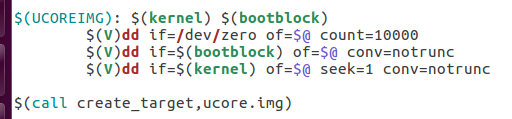 $(UCOREIMG): $(kernel) $(bootblock)
$(V)dd if=/dev/zero of=$@ count=10000
$(V)dd if=$(bootblock) of=$@ conv=notrunc
$(V)dd if=$(kernel) of=$@ seek=1 conv=notrunc
$(call create_target,ucore.img)